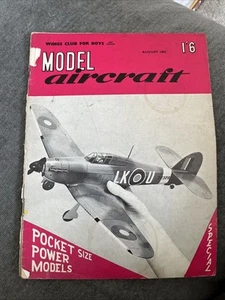 WINGS CLUB FOR BOYS
MODEL
aircraft
1/6
LK U
POCKET SIZE
POWER
MODELS
SPECIAL